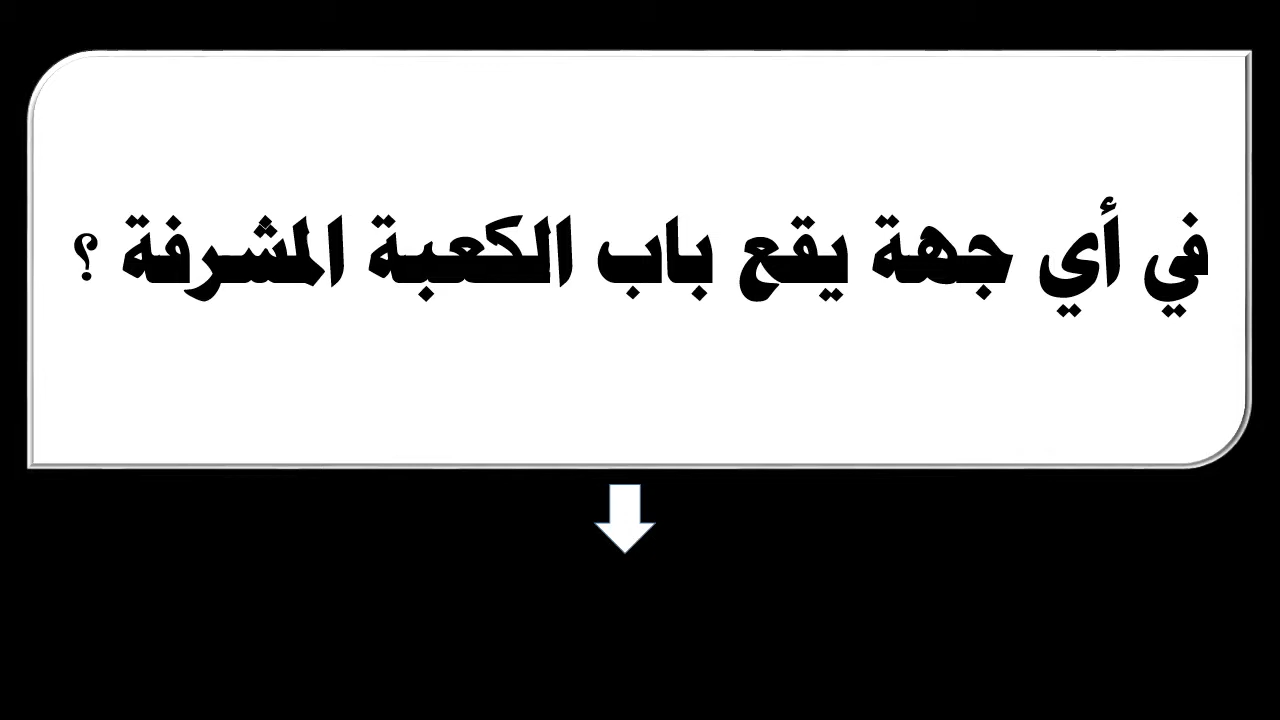 في أي جهة يقع باب الكعبة المشرفة ؟